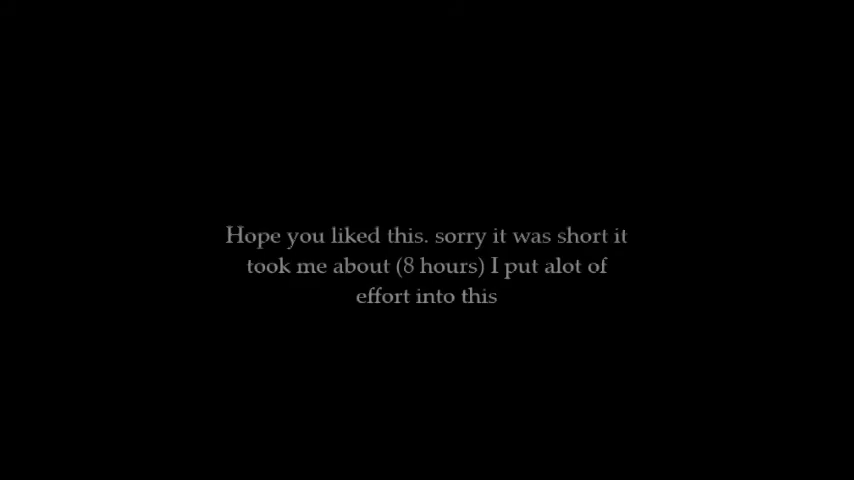 Hope you liked this. sorry it was short it
took me about (8 hours) I put alot of
effort into this